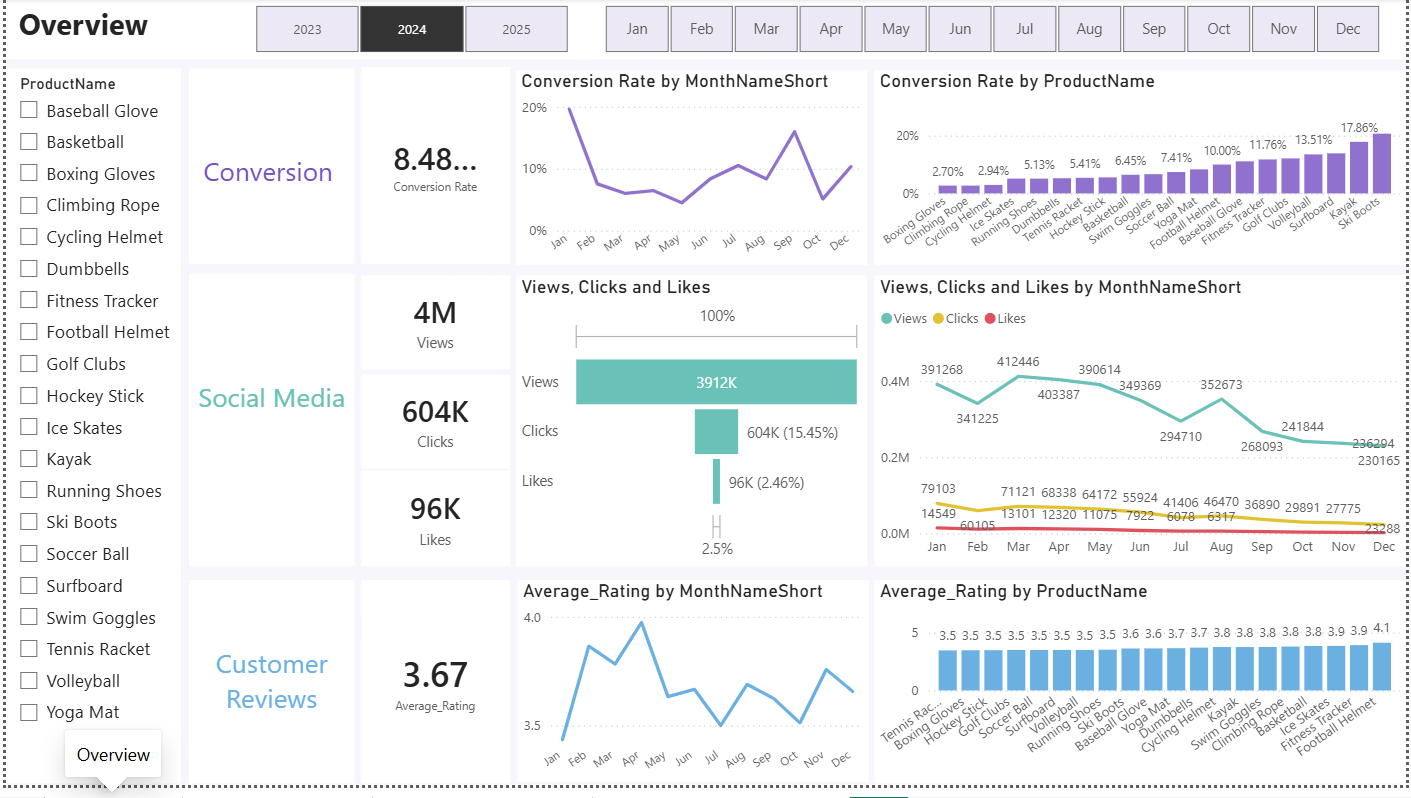 Overview
2023
2024
2025
Jan
Feb
Mar
Apr
May
Jun
Jul
Aug
Sep
Oct
Nov
Dec
ProductName
Baseball Glove
Basketball
Boxing Gloves
Climbing Rope
Cycling Helmet
Dumbbells
Fitness Tracker
Football Helmet
Golf Clubs
Hockey Stick
Ice Skates
Kayak
Running Shoes
Ski Boots
Soccer Ball
Surfboard
Swim Goggles
Tennis Racket
Volleyball
Yoga Mat
Overview
Conversion
8.48...
Conversion Rate
Conversion Rate by MonthNameShort
20%
10%
0%
Jan
Feb
Mar
Apr
May
Jun
Jul
Aug
Sep
Oct
Dec
Conversion Rate by ProductName
20%
0%
2.70%
2.94%
5.13%
5.41%
6.45%
7.41%
10.00%
11.76%
13.51%
17.86%
Boxing Gloves
Climbing Rope
Cycling Helmet
Ice Skates
Running Shoes
Dumbbells
Tennis Racket
Hockey Stick
Basketball
Swim Goggles
Soccer Ball
Yoga Mat
Football Helmet
Baseball Glove
Fitness Tracker
Golf Clubs
Volleyball
Surfboard
Kayak
Ski Boots
Social Media
4M
Views
604K
Clicks
96K
Likes
Views, Clicks and Likes
100%
Views
3912K
Clicks
604K (15.45%)
Likes
96K (2.46%)
2.5%
Views, Clicks and Likes by MonthNameShort
Views
Clicks
Likes
0.4M
0.2M
0.0M
391268
341225
412446
403387
390614
349369
294710
352673
268093
241844
236294
230165
79103
60105
71121
68338
64172
55924
41406
46470
36890
29891
27775
23288
14549
13101
12320
11075
7922
6078
6317
Jan
Feb
Mar
Apr
May
Jun
Jul
Aug
Sep
Oct
Nov
Dec
Customer
Reviews
3.67
Average_Rating
Average_Rating by MonthNameShort
4.0
3.5
Jan
Feb
Mar
Apr
May
Jun
Jul
Aug
Sep
Oct
Nov
Dec
Average_Rating by ProductName
5
0
3.5
3.5
3.5
3.5
3.5
3.5
3.5
3.5
3.6
3.6
3.7
3.7
3.8
3.8
3.8
3.8
3.8
3.9
3.9
4.1
Tennis Rac...
Boxing Gloves
Hockey Stick
Golf Clubs
Soccer Ball
Surfboard
Volleyball
Running Shoes
Ski Boots
Baseball Glove
Yoga Mat
Dumbbells
Cycling Helmet
Kayak
Swim Goggles
Climbing Rope
Basketball
Ice Skates
Fitness Tracker
Football Helmet